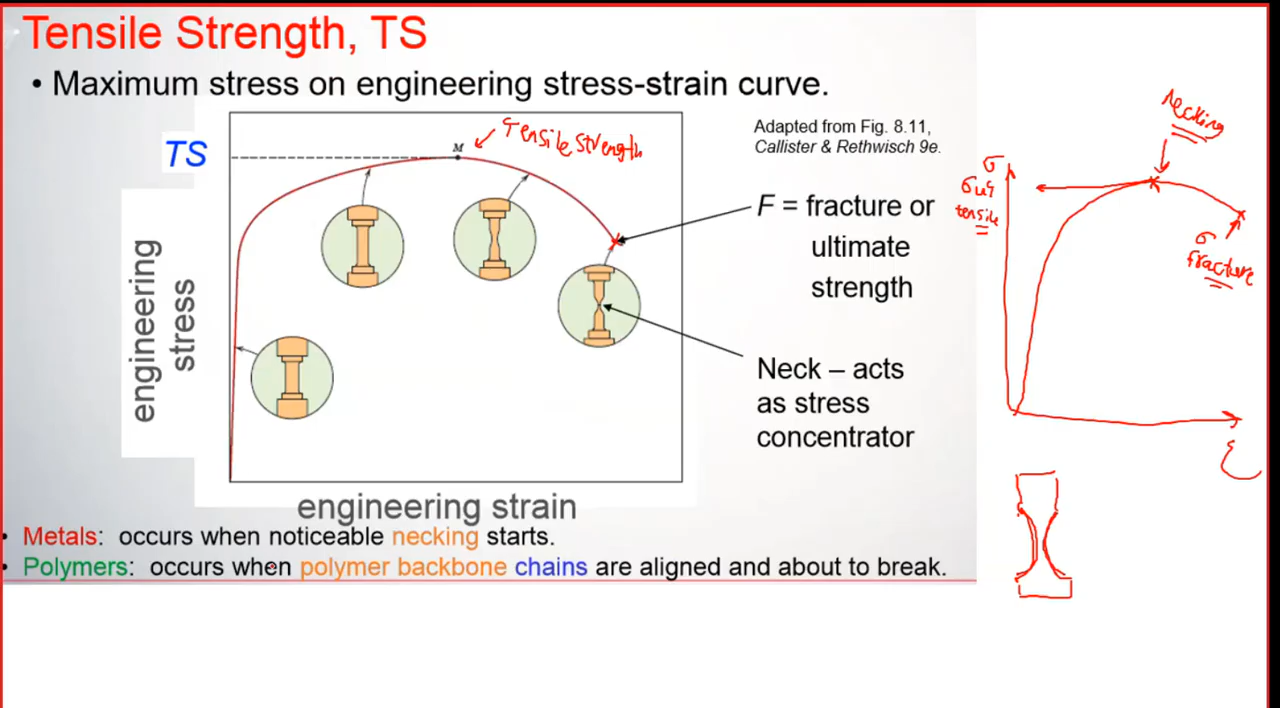 Tensile Strength, TS
• Maximum stress on engineering stress-strain curve.
TS
M
Tensile strength
Adapted from Fig. 8.11,
Callister & Rethwisch 9e.
F = fracture or
ultimate
strength
Neck – acts
as stress
concentrator
engineering
stress
engineering strain
• Metals: occurs when noticeable necking starts.
• Polymers: occurs when polymer backbone chains are aligned and about to break.
necking
σ
σ
tensile
σ
fracture
ε